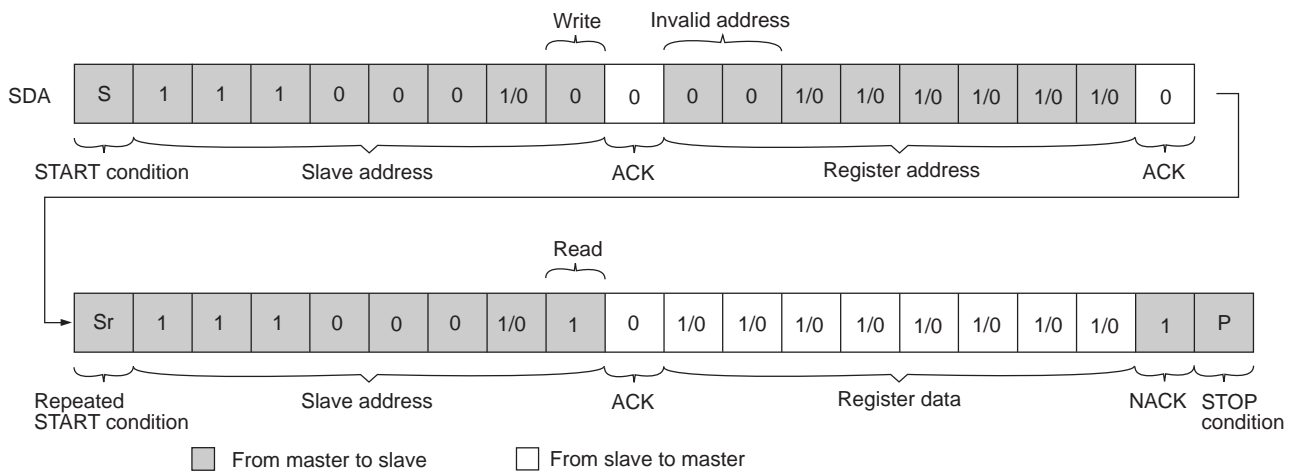 Write Invalid address
SDA S 1 1 1 0 0 0 1/0 0 0 0 0 1/0 1/0 1/0 1/0 1/0 1/0 0
START condition Slave address ACK Register address ACK
Read
Sr 1 1 1 0 0 0 1/0 1 0 1/0 1/0 1/0 1/0 1/0 1/0 1/0 1/0 1 P
Repeated Slave address ACK Register data NACK STOP
START condition condition
From master to slave From slave to master